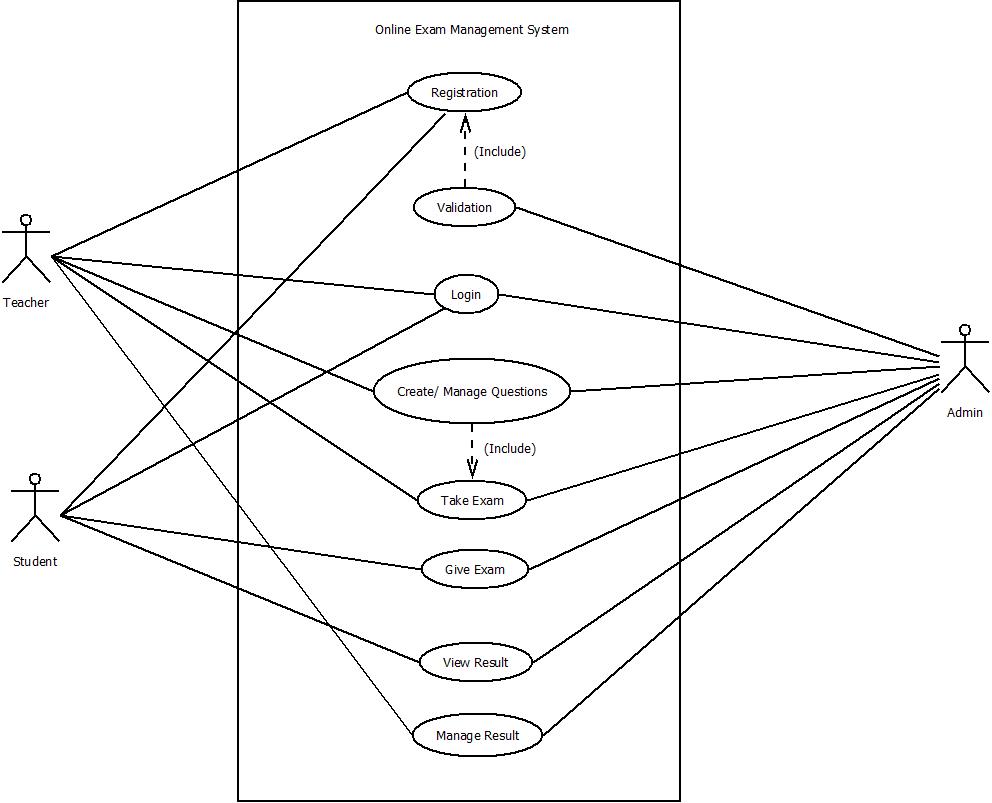 Online Exam Management System
Registration
(Include)
Validation
Teacher
Login
Create/ Manage Questions
Admin
(Include)
Take Exam
Student
Give Exam
View Result
Manage Result